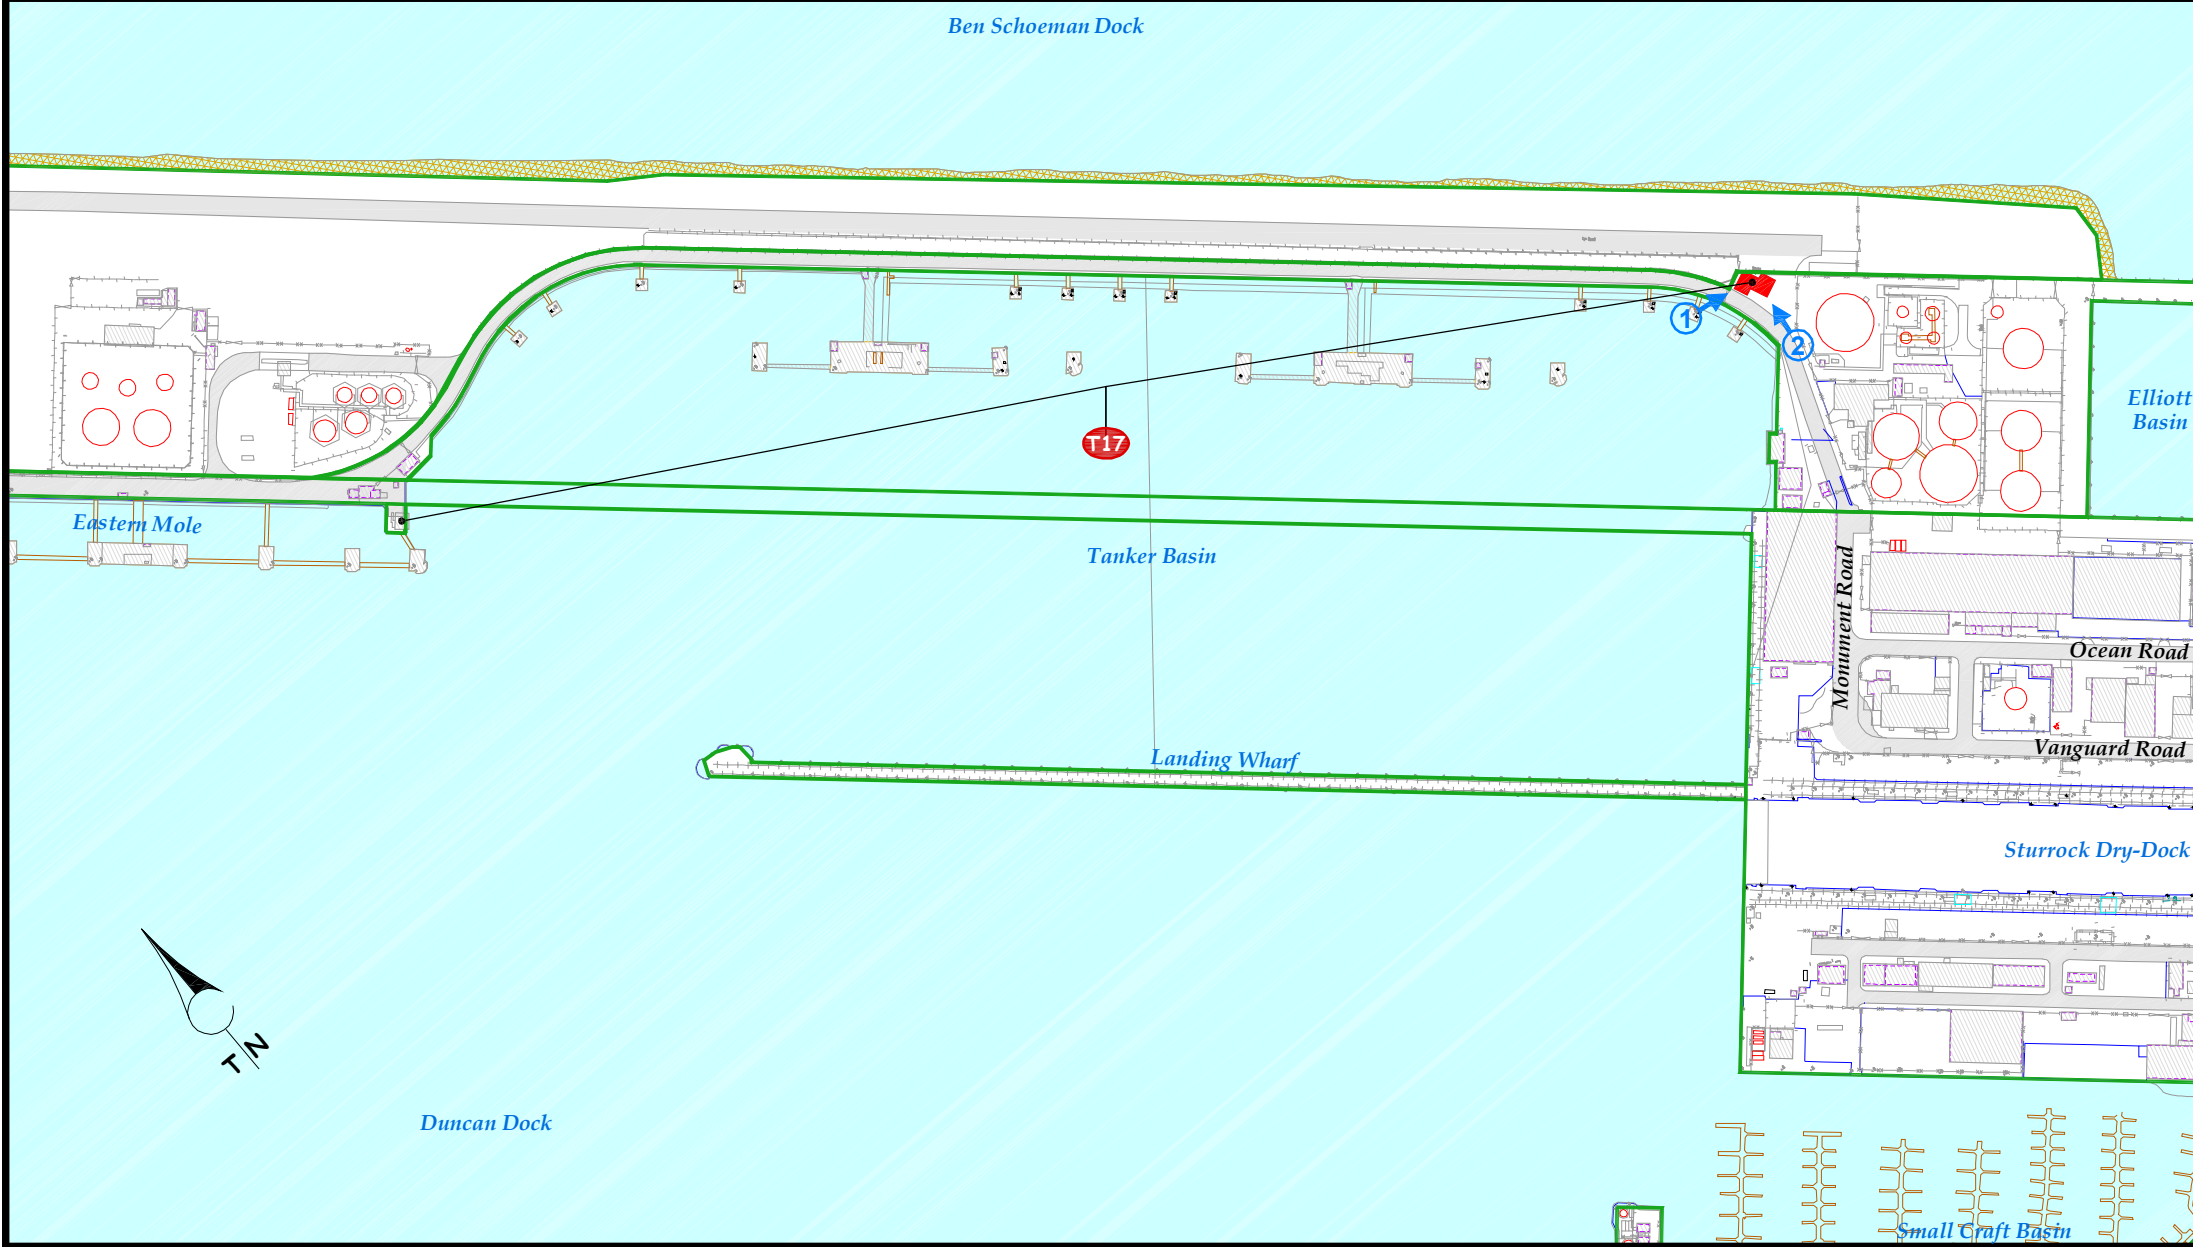 Ben Schoeman Dock
1
2
Elliott
Basin
T17
Eastern Mole
Tanker Basin
Monument Road
Ocean Road
Vanguard Road
Landing Wharf
Sturrock Dry-Dock
T N
Duncan Dock
Small Craft Basin